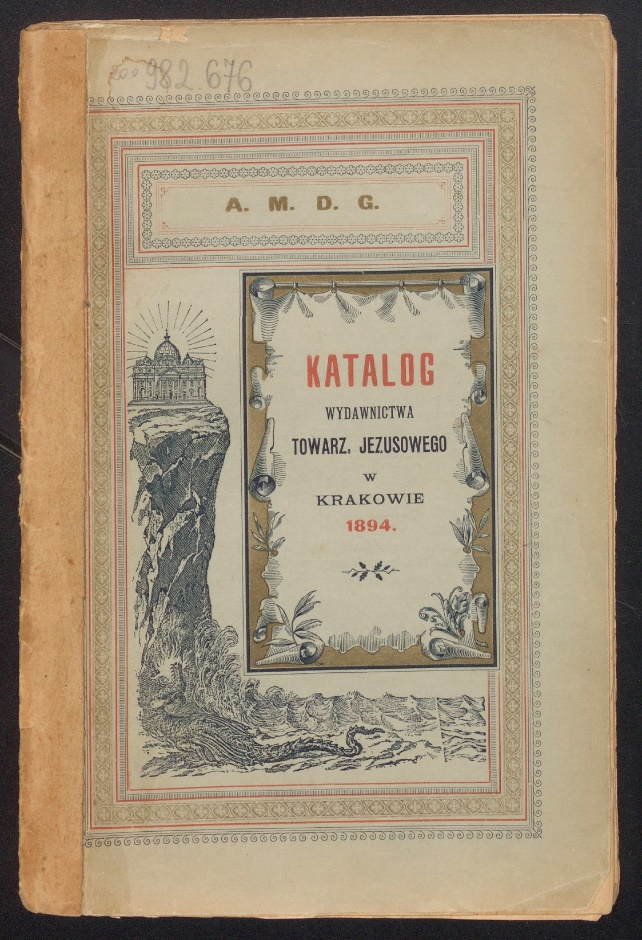 982 676
A. M. D. G.
KATALOG
WYDAWNICTWA
TOWARZ. JEZUSOWEGO
W
KRAKOWIE
1894.